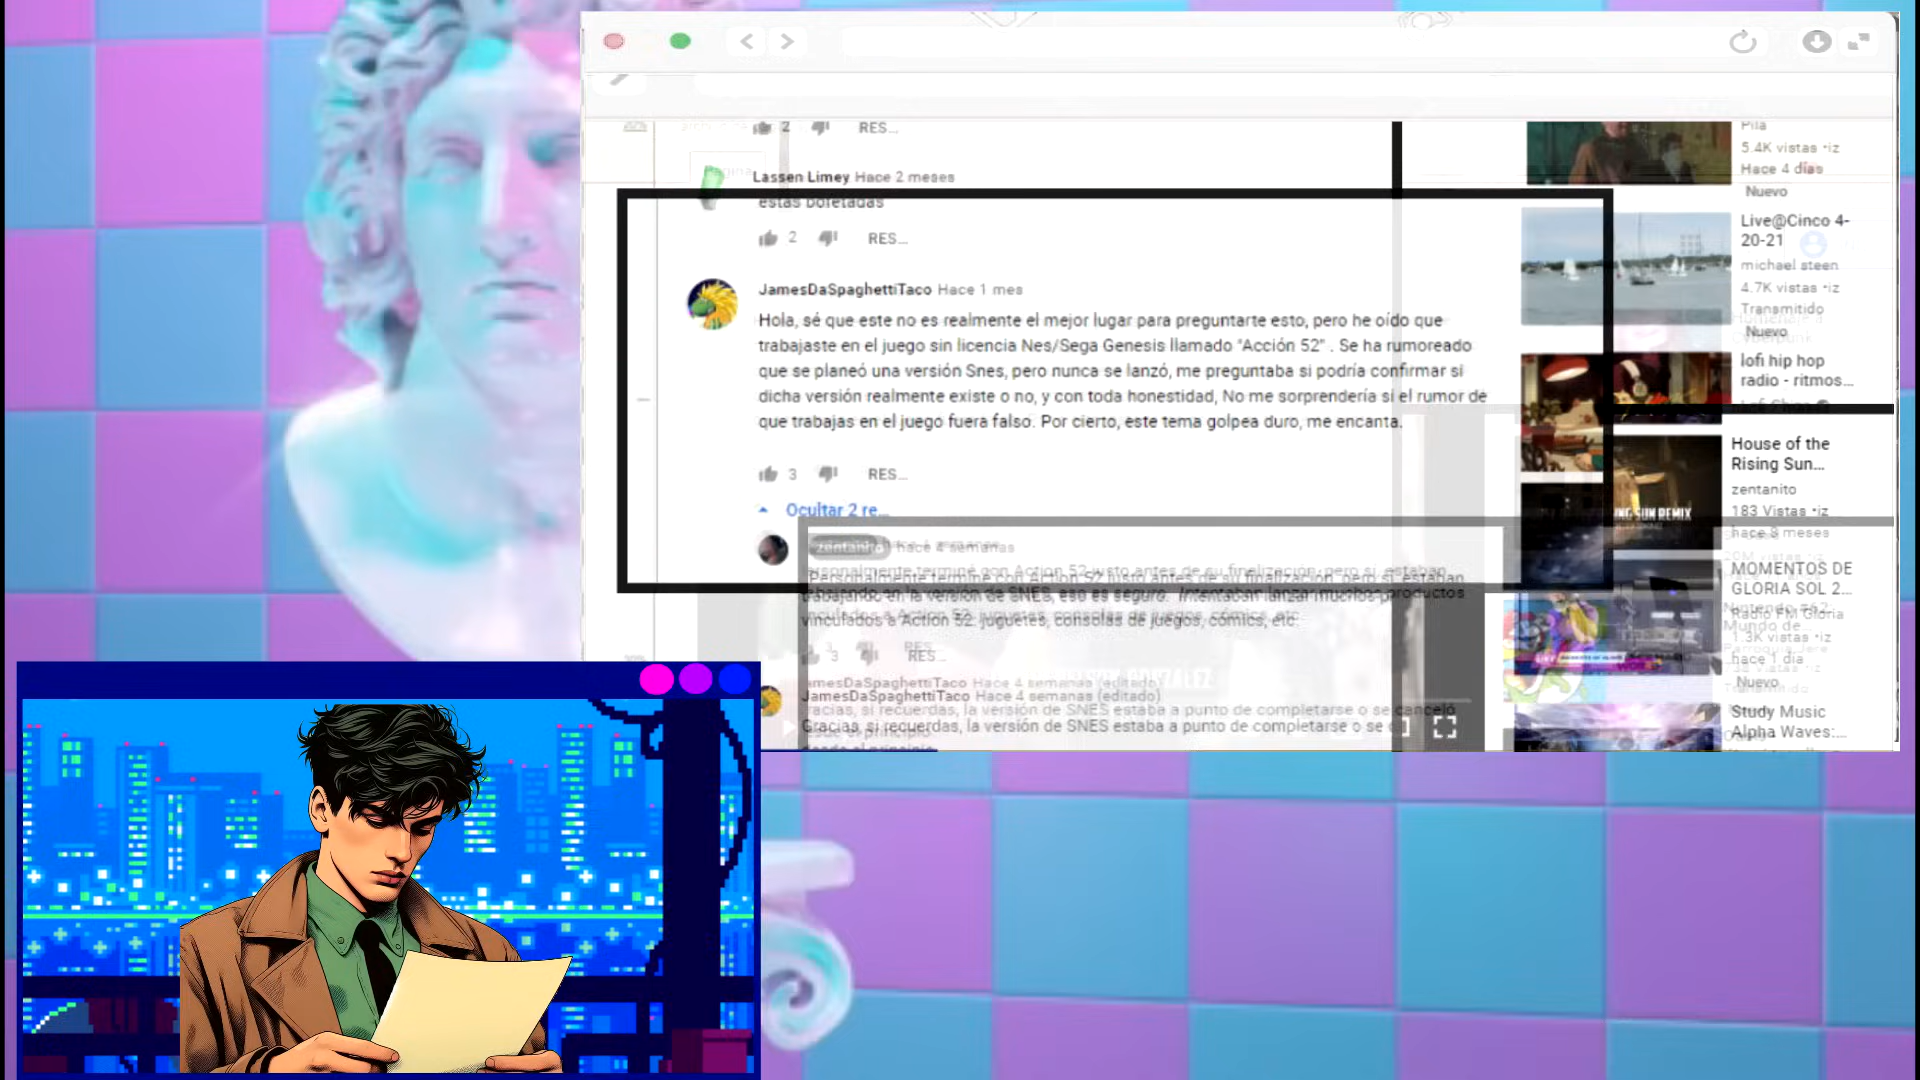 2 RES...
Lassen Limey Hace 2 meses
estas bofetadas
2 RES...
JamesDaSpaghettiTaco Hace 1 mes
Hola, sé que este no es realmente el mejor lugar para preguntarte esto, pero he oído que
trabajaste en el juego sin licencia Nes/Sega Genesis llamado "Acción 52" . Se ha rumoreado
que se planeó una versión Snes, pero nunca se lanzó, me preguntaba si podría confirmar si
dicha versión realmente existe o no, y con toda honestidad, No me sorprendería si el rumor de
que trabajas en el juego fuera falso. Por cierto, este tema golpea duro, me encanta.
3 RES...
Ocultar 2 re...
zentanito hace 4 semanas
Personalmente terminé con Action 52 justo antes de su finalización, pero sí, estaban
trabajando en la versión de SNES, eso es seguro. Intentaban lanzar muchos productos
vinculados a Action 52: juguetes, consolas de juegos, cómics, etc
3 RES...
JamesDaSpaghettiTaco Hace 4 semanas (editado)
Gracias, si recuerdas, la versión de SNES estaba a punto de completarse o se canceló
Pila
5.4K vistas
Hace 4 días
Nuevo
Live@Cinco 4-
20-21
michael steen
4.7K vistas
Transmitido
Nuevo
lofi hip hop
radio - ritmos...
House of the
Rising Sun...
zentanito
183 Vistas
hace 9 meses
MOMENTOS DE
GLORIA SOL 2...
Radio FM Gloria
1.3K vistas
hace 1 día
Nuevo
Study Music
Alpha Waves:...